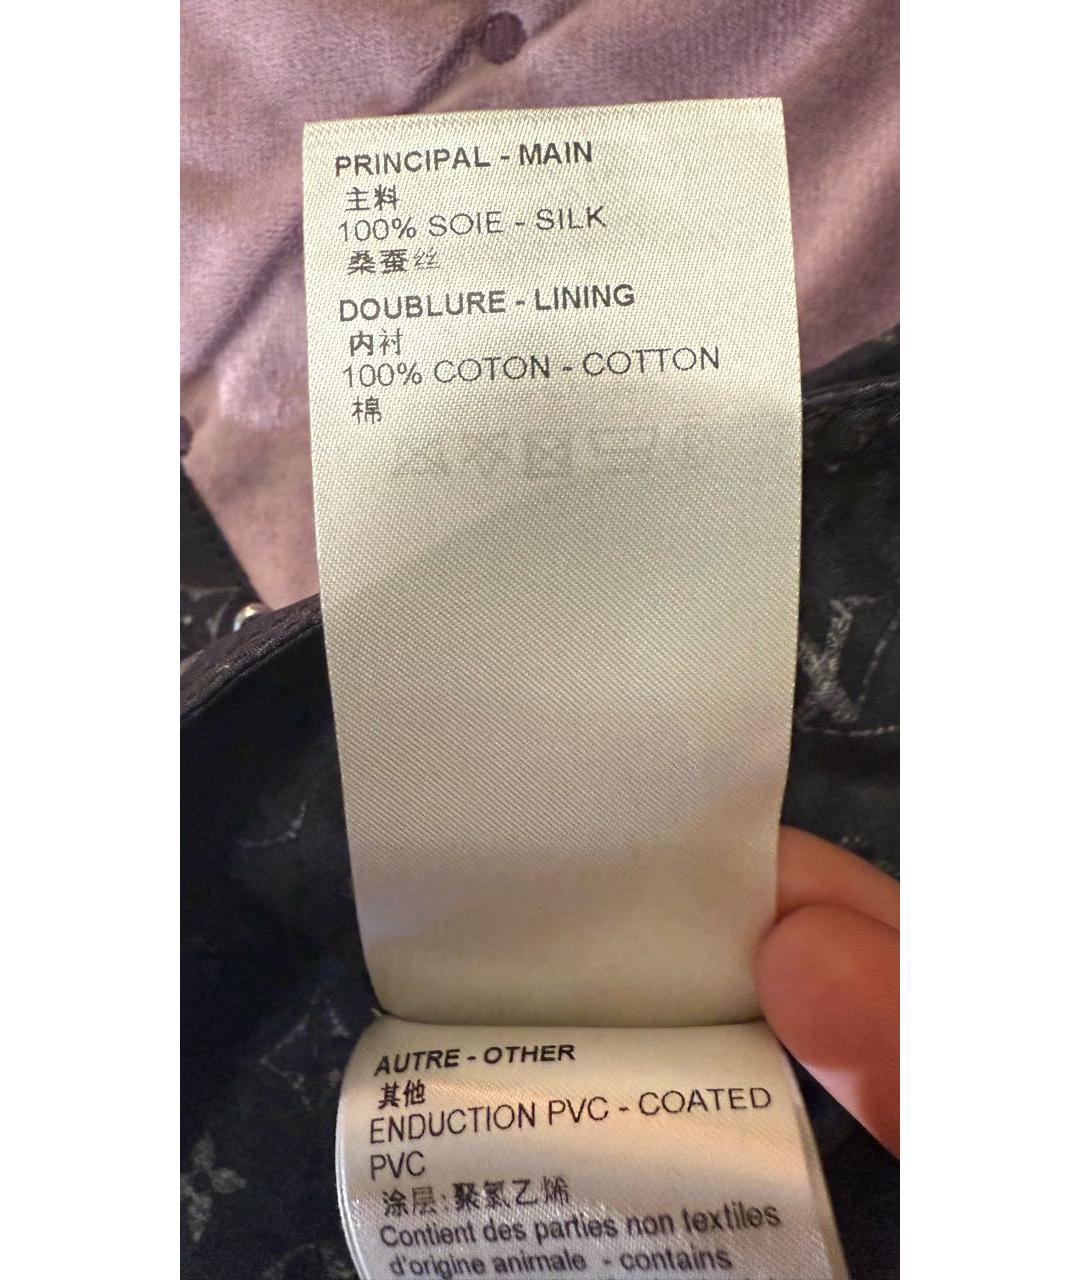 PRINCIPAL - MAIN
主料
100% SOIE - SILK
桑蚕丝
DOUBLURE - LINING
内衬
100% COTON - COTTON
棉
AUTRE - OTHER
其他
ENDUCTION PVC - COATED
PVC
涂层:聚氯乙烯
Contient des parties non textiles
d'origine animale - contains